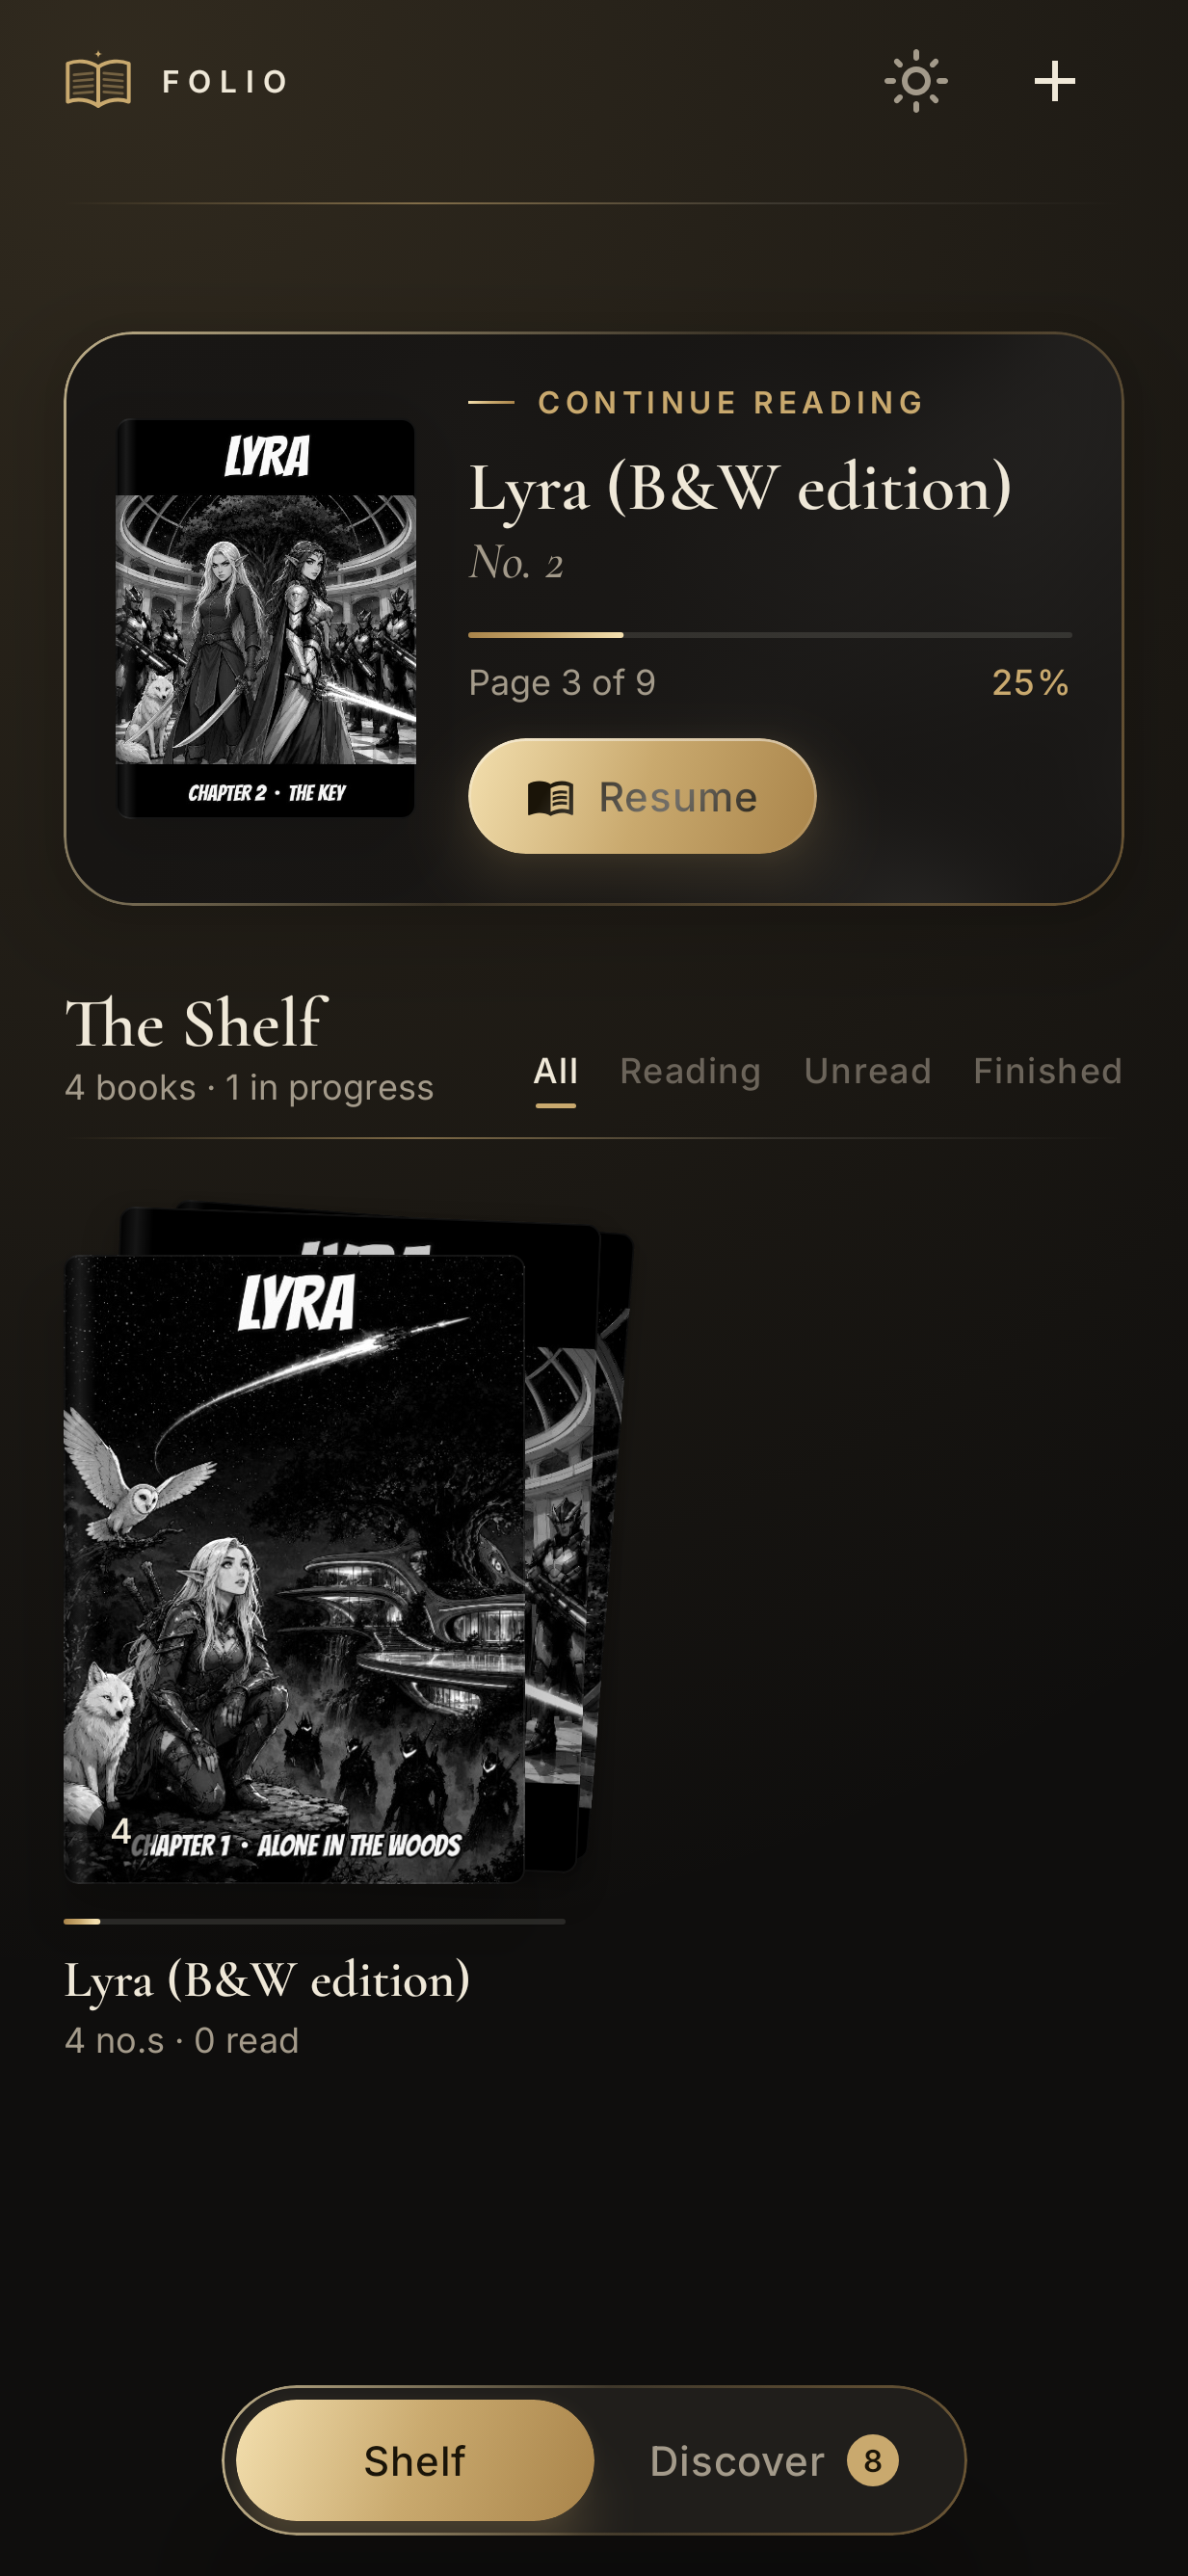 FOLIO
CONTINUE READING
LYRA
Lyra (B&W edition)
No. 2
Page 3 of 9
25%
CHAPTER 2 · THE KEY
Resume
The Shelf
4 books · 1 in progress
All
Reading
Unread
Finished
LYRA
LYRA
4
CHAPTER 1 · ALONE IN THE WOODS
Lyra (B&W edition)
4 no.s · 0 read
Shelf
Discover
8